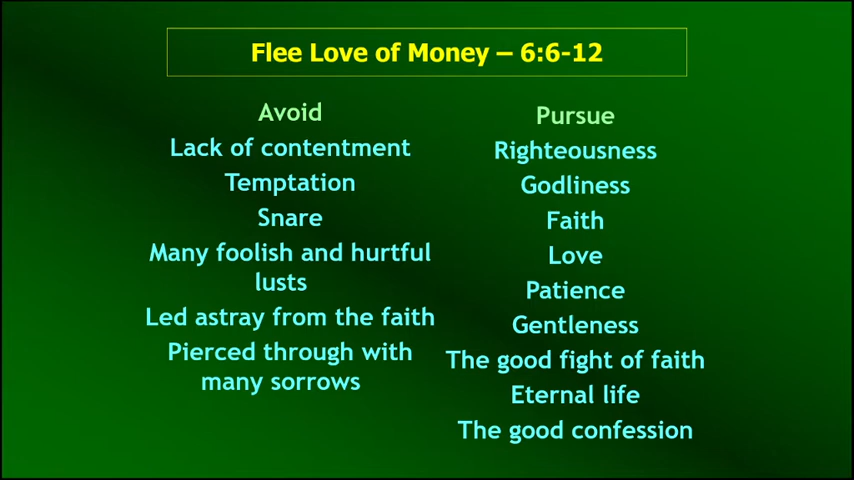 Flee Love of Money – 6:6-12
Avoid
Lack of contentment
Temptation
Snare
Many foolish and hurtful
lusts
Led astray from the faith
Pierced through with
many sorrows
Pursue
Righteousness
Godliness
Faith
Love
Patience
Gentleness
The good fight of faith
Eternal life
The good confession